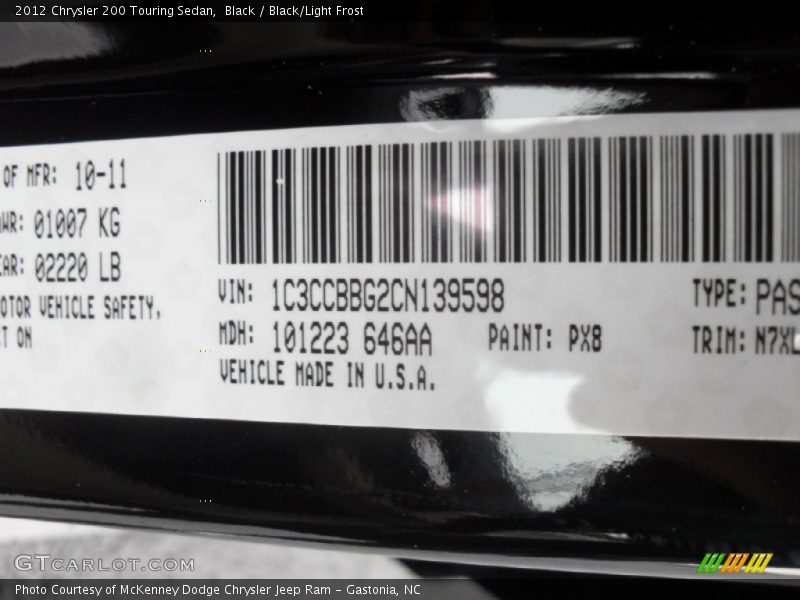 2012 Chrysler 200 Touring Sedan,  Black / Black/Light Frost
OF MFR: 10-11
WR: 01007 KG
EAR: 02220 LB
OTOR VEHICLE SAFETY,
CT ON
VIN: 1C3CCBBG2CN139598
TYPE: PAS
MDH: 101223 646AA
PAINT: PX8
TRIM: N7XL
VEHICLE MADE IN U.S.A.
GTCARLOT.COM
Photo Courtesy of McKenney Dodge Chrysler Jeep Ram - Gastonia, NC